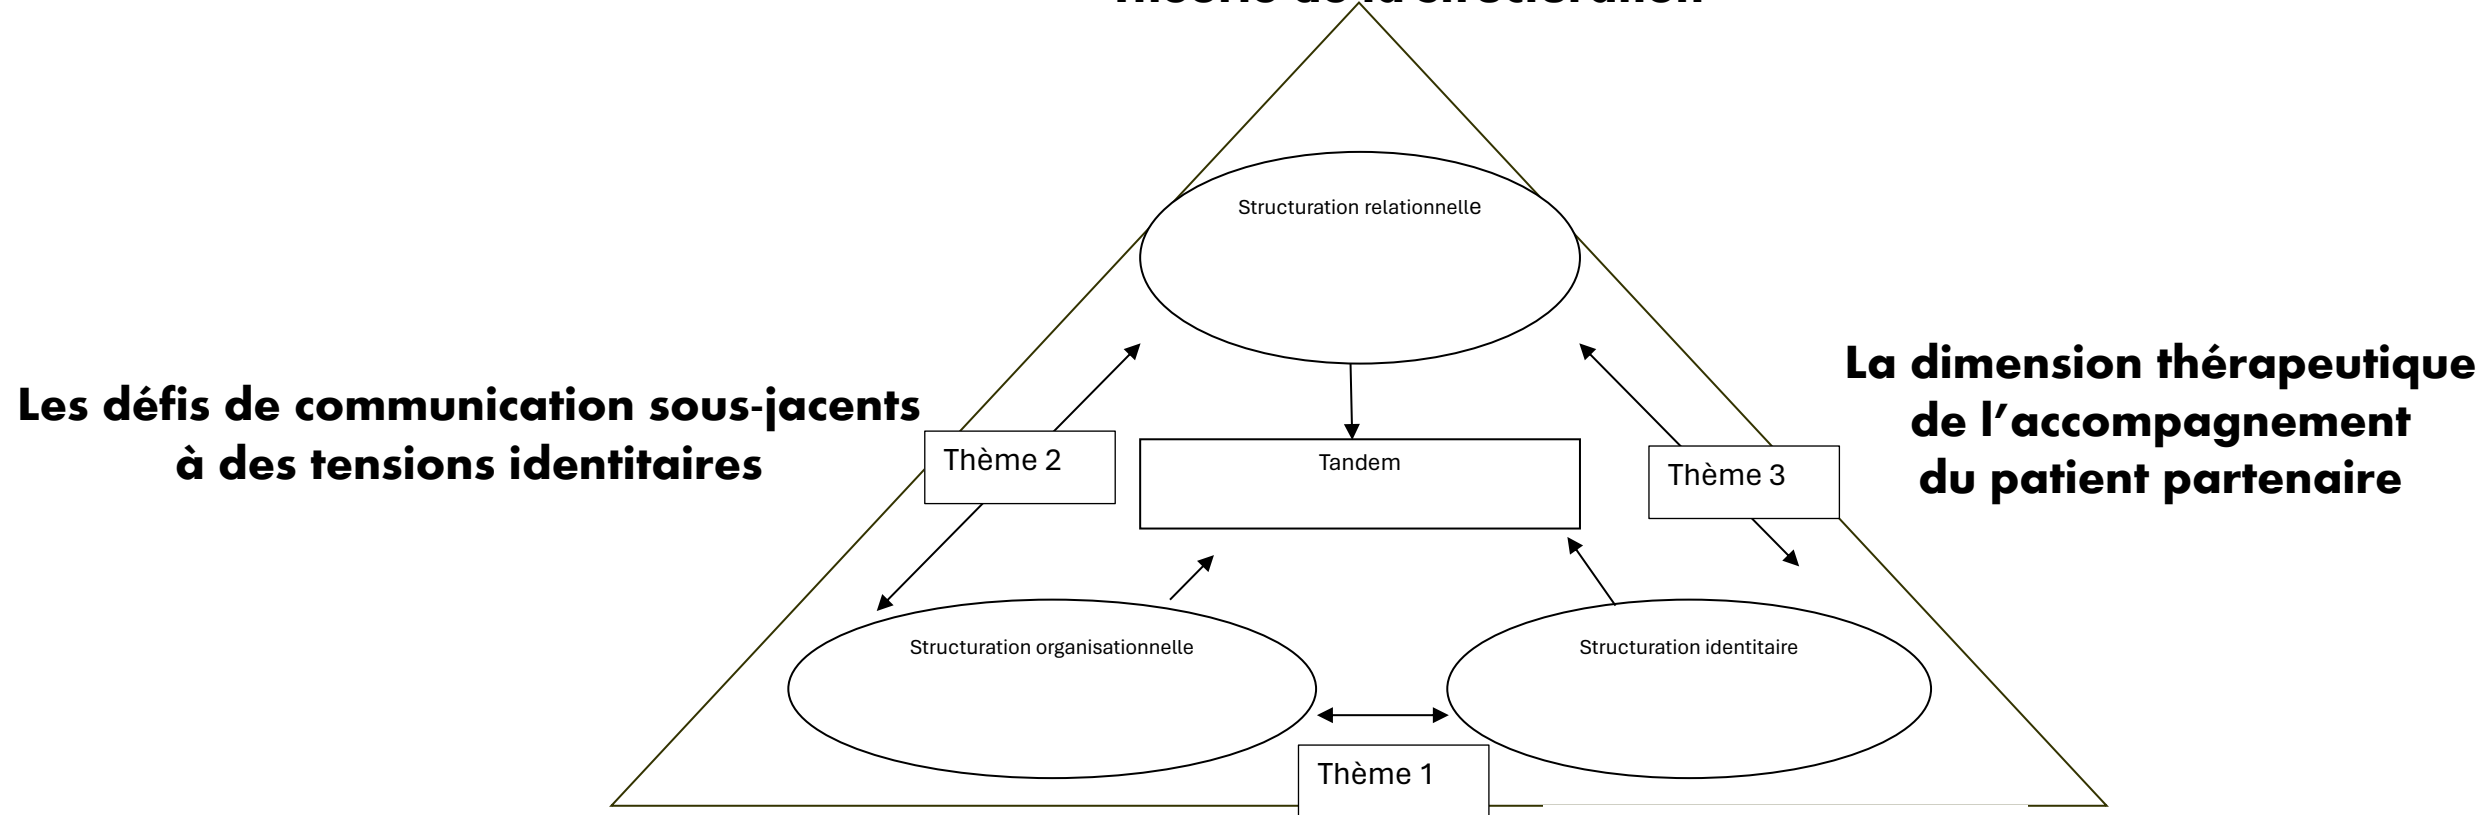 Structuration relationnelle
La dimension thérapeutique
de l’accompagnement
du patient partenaire
Les défis de communication sous-jacents
à des tensions identitaires
Thème 2
Tandem
Thème 3
Structuration organisationnelle
Structuration identitaire
Thème 1